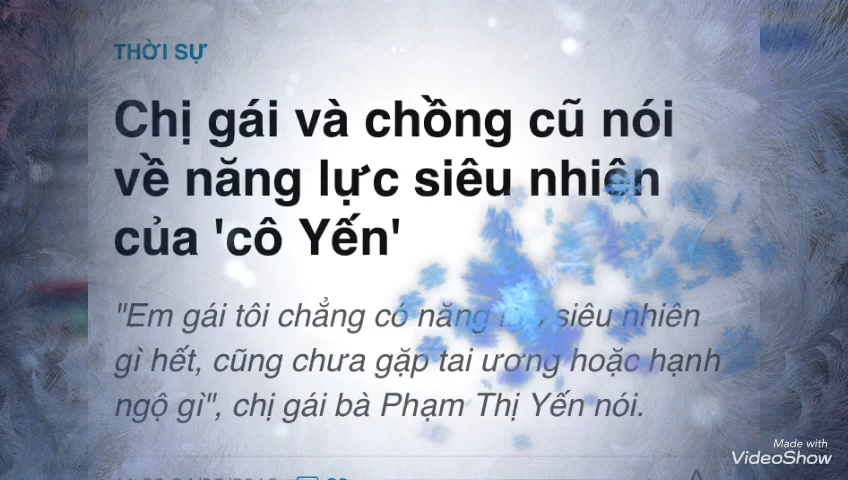 THỜI SỰ
Chị gái và chồng cũ nói
về năng lực siêu nhiên
của 'cô Yến'
"Em gái tôi chẳng có năng siêu nhiên
gì hết, cũng chưa gặp tai ương hoặc hạnh
ngộ gì", chị gái bà Phạm Thị Yến nói.
Made with
VideoShow